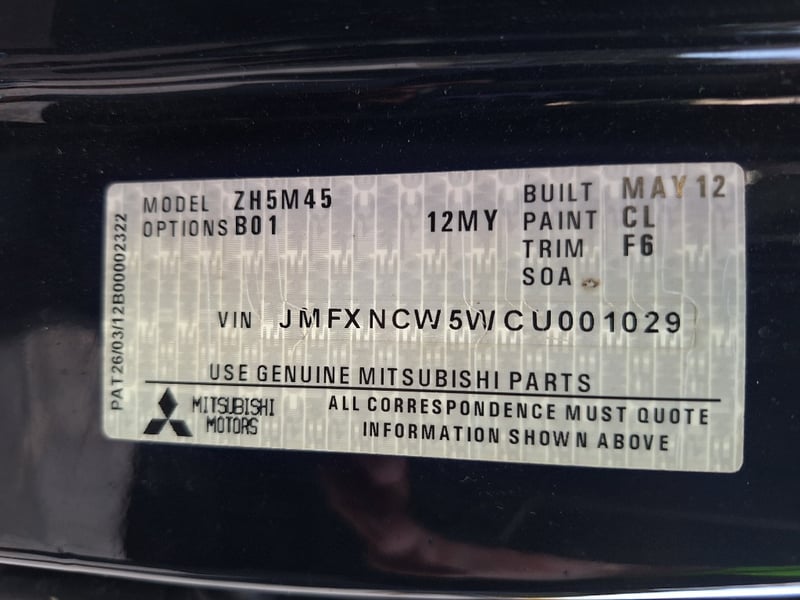 MODEL ZH5M45
OPTIONS B01 12MY
BUILT MAY 12
PAINT CL
TRIM F6
SOA
VIN JMFXNCW5WCU001029
USE GENUINE MITSUBISHI PARTS
MITSUBISHI
MOTORS
ALL CORRESPONDENCE MUST QUOTE
INFORMATION SHOWN ABOVE
PAT26/03/12B00002322